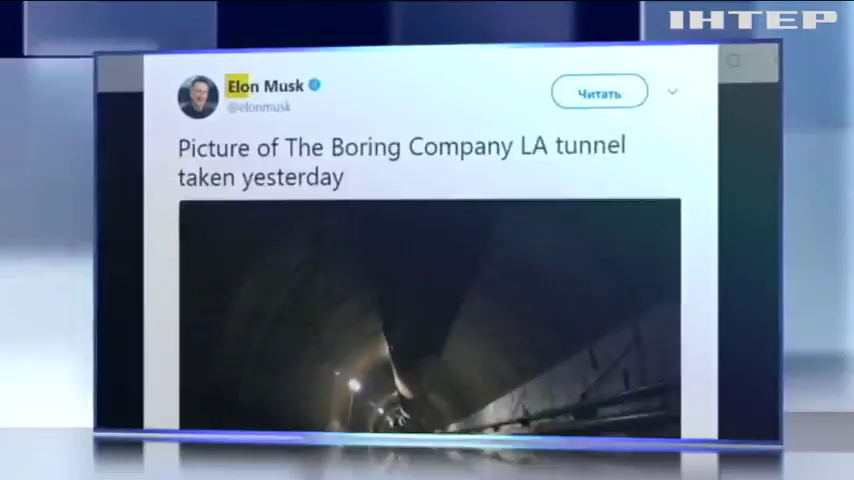 ІНТЕР
Elon Musk
@elonmusk
Читать
Picture of The Boring Company LA tunnel
taken yesterday